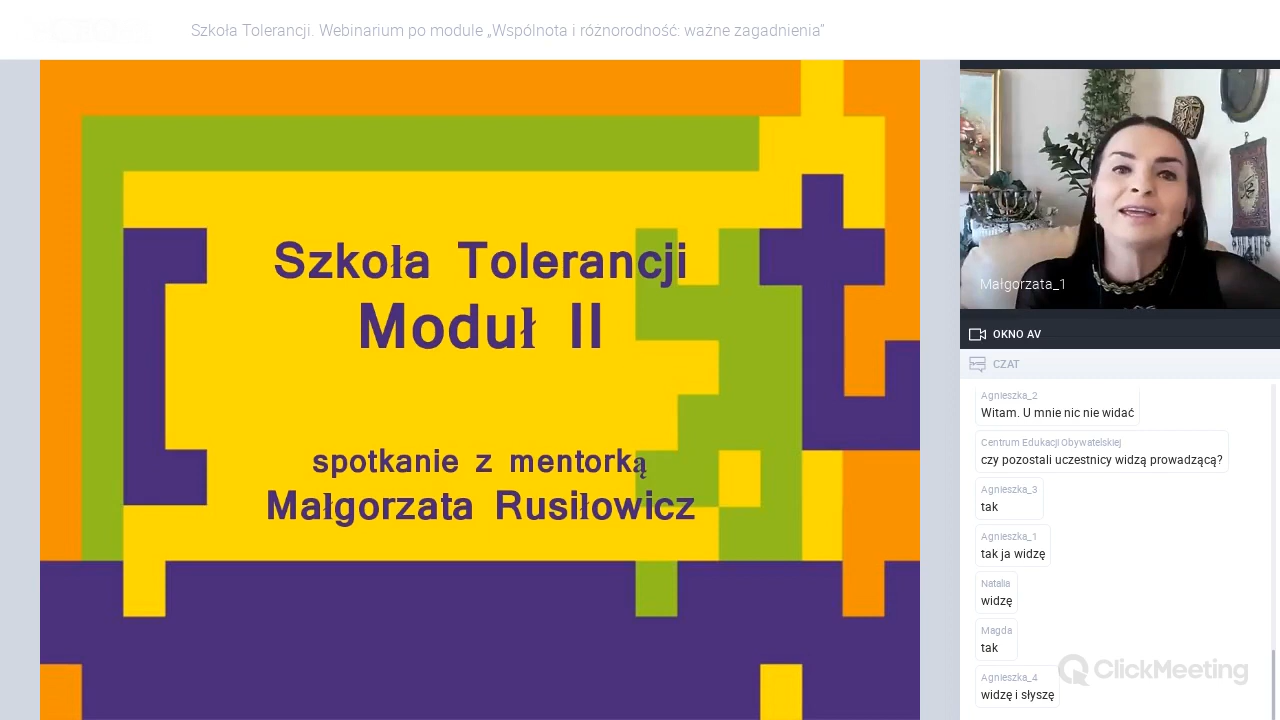 Szkoła Tolerancji. Webinarium po module „Wspólnota i różnorodność: ważne zagadnienia”
Szkoła Tolerancji
Moduł II
spotkanie z mentorką
Małgorzata Rusiłowicz
Małgorzata_1
OKNO AV
CZAT
Agnieszka_2
Witam. U mnie nic nie widać
Centrum Edukacji Obywatelskiej
czy pozostali uczestnicy widzą prowadzącą?
Agnieszka_3
tak
Agnieszka_1
tak ja widzę
Natalia
widzę
Magda
tak
Agnieszka_4
widzę i słyszę
ClickMeeting